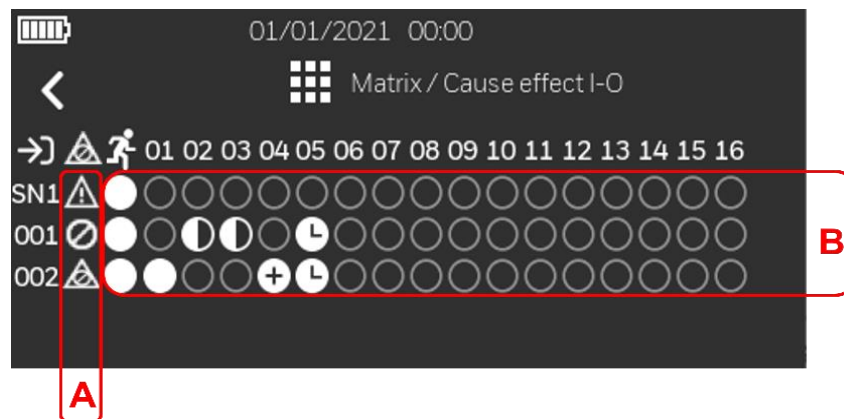 01/01/2021 00:00
Matrix / Cause effect I-O
01 02 03 04 05 06 07 08 09 10 11 12 13 14 15 16
SN1
001
002
A
B